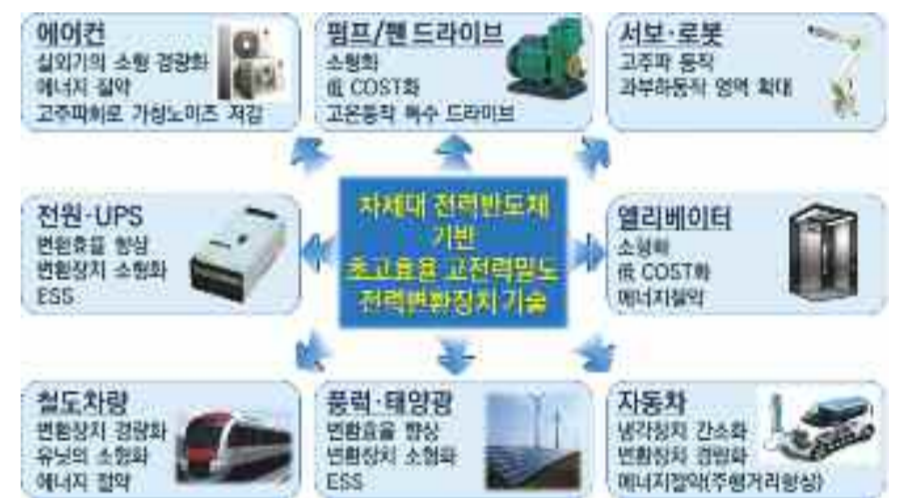 에어컨
실외기의 소형 경량화
에너지 절약
고주파회로 가상노이즈 저감
펌프/팬 드라이브
소형화
低 COST화
고온동작 특수 드라이브
서보·로봇
고주파 동작
과부하동작 영역 확대
전원·UPS
변환효율 향상
변환장치 소형화
ESS
차세대 전력반도체
기반
초고효율 고전력밀도
전력변환장치 기술
엘리베이터
소형화
低 COST화
에너지절약
철도차량
변환장치 경량화
유닛의 소형화
에너지 절약
풍력·태양광
변환효율 향상
변환장치 소형화
ESS
자동차
냉각장치 간소화
변환장치 경량화
에너지절약(주행거리향상)